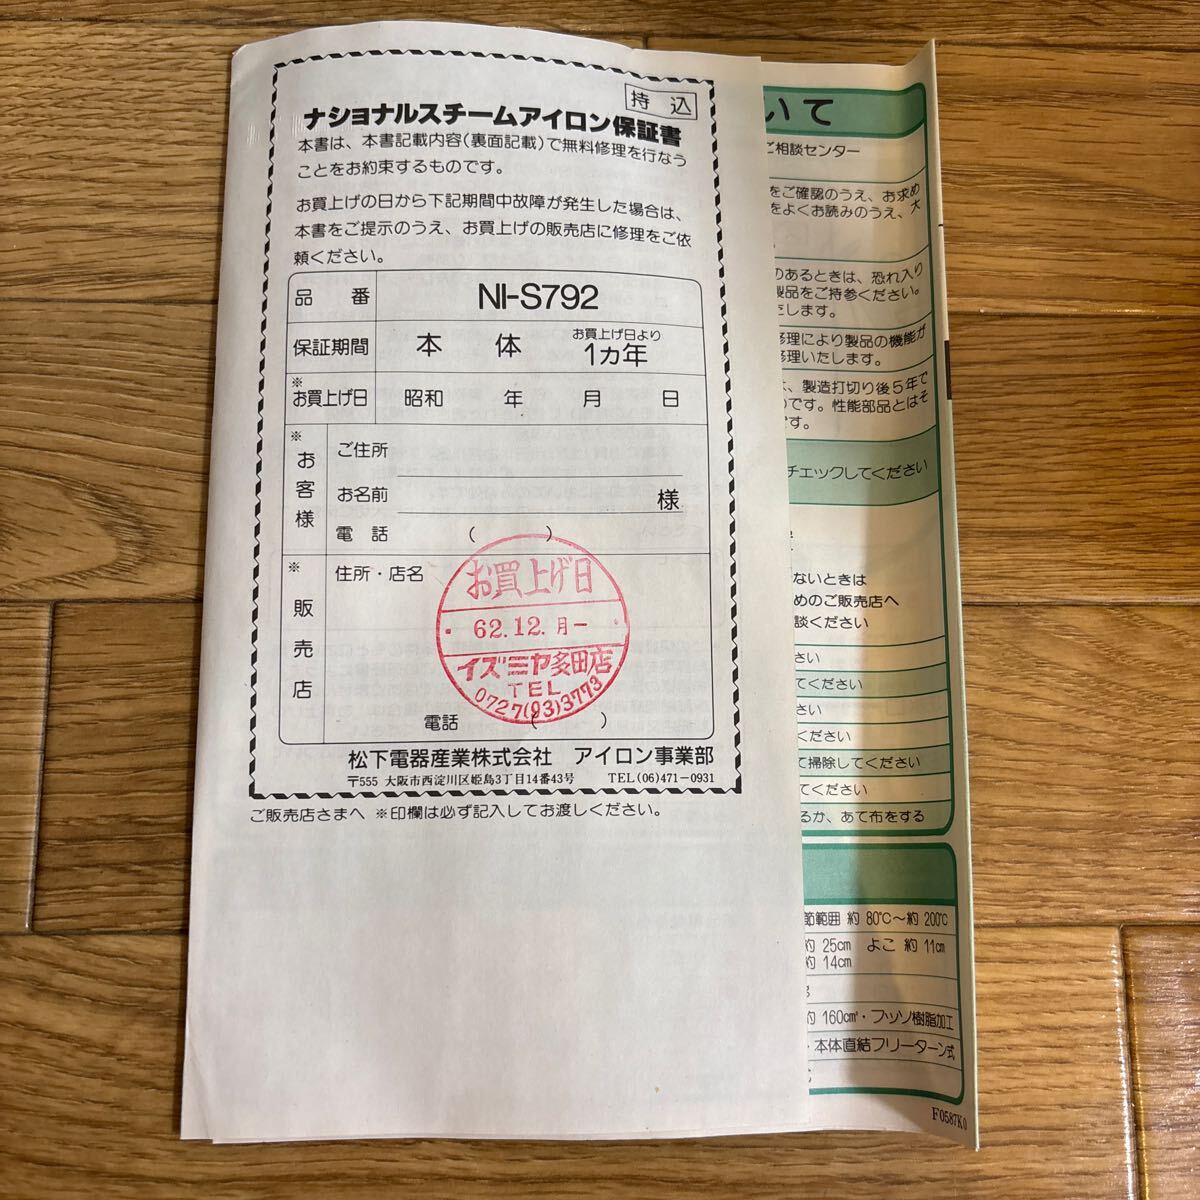 持込
ナショナルスチームアイロン保証書
本書は、本書記載内容(裏面記載)で無料修理を行なう
ことをお約束するものです。
お買上げの日から下記期間中故障が発生した場合は、
本書をご提示のうえ、お買上げの販売店に修理をご依
頼ください。
品番 NI-S792
保証期間 本体 お買上げ日より
1ヵ年
※
お買上げ日 昭和 年 月 日
※
お客様
ご住所
お名前 様
電話 ( )
※
販売店
住所・店名
お買上げ日
62.12.月-
イズミヤ多田店
TEL
0727(93)3773
電話 ( )
松下電器産業株式会社 アイロン事業部
〒555 大阪市西淀川区姫島3丁目14番43号 TEL(06)471-0931
ご販売店さまへ ※印欄は必ず記入してお渡しください。
いて
ご相談センター
をご確認のうえ、お求め
をよくお読みのうえ、大
のあるときは、恐れ入り
製品をご持参ください。
たします。
修理により製品の機能が
修理いたします。
、製造打切り後5年で
のです。性能部品とはそ
です。
チェックしてください
ないときは
めのご販売店へ
談ください
さい
てください
さい
ください
て掃除してください
てください
るか、あて布をする
節範囲 約 80℃~約 200℃
約 25cm よこ 約 11cm
約 14cm
約 160cm²・フッソ樹脂加工
・本体直結フリーターン式
式
F0587K0